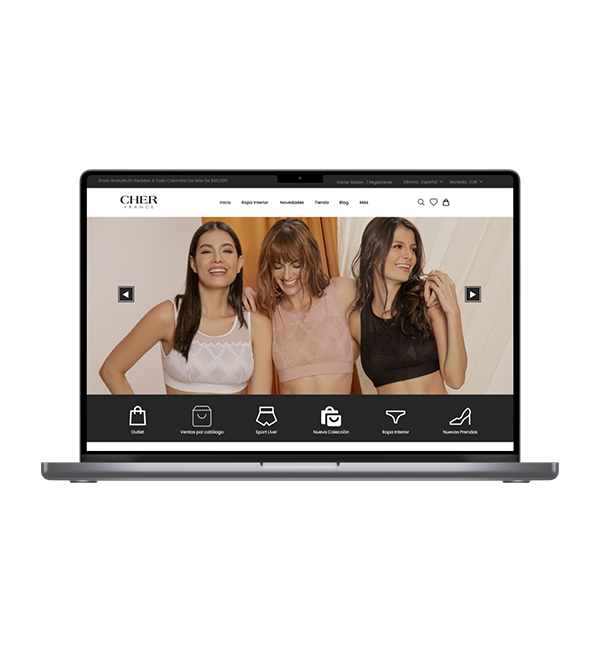 Envio Gratuito En Pedidos A Todo Colombia De Más De $90.000
Iniciar Sesión / Registrarse
Idioma : Español
Moneda : EUR
CHER
FRANCE
Inicio
Ropa Interior
Novedades
Tienda
Blog
Más
Outlet
Ventas por catálogo
Sport Live!
Nueva Colección
Ropa Interior
Nuevas Prendas